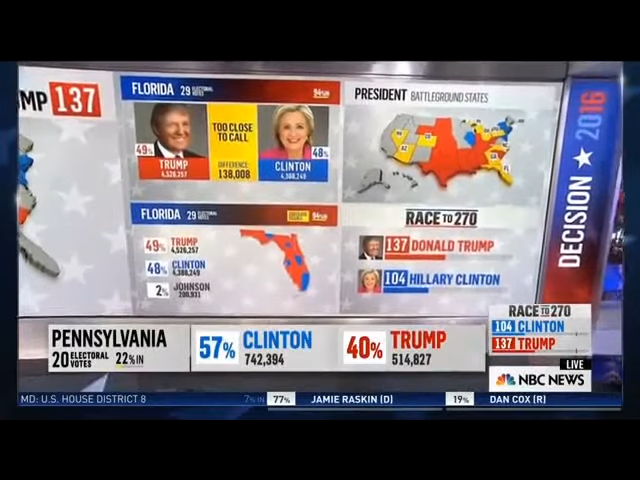 MP 137
FLORIDA 29 ELECTORAL VOTES
49%
TRUMP
4,526,257
TOO CLOSE
TO CALL
DIFFERENCE:
138,008
48%
CLINTON
4,388,249
FLORIDA 29 ELECTORAL VOTES
49% TRUMP
4,526,257
48% CLINTON
4,388,249
2% JOHNSON
PRESIDENT BATTLEGROUND STATES
RACE TO 270
137 DONALD TRUMP
104 HILLARY CLINTON
DECISION ★ 2016
PENNSYLVANIA
20 ELECTORAL VOTES 22% IN
57% CLINTON
742,394
40% TRUMP
514,827
RACE TO 270
104 CLINTON
137 TRUMP
LIVE
NBC NEWS
MD: U.S. HOUSE DISTRICT 8 7% IN 77% JAMIE RASKIN (D) 19% DAN COX (R)